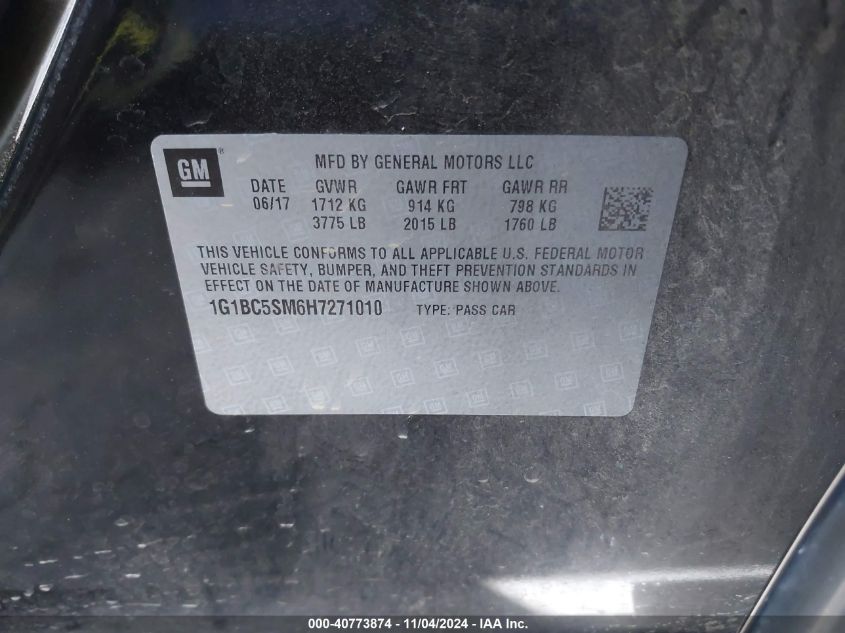 GM ® MFD BY GENERAL MOTORS LLC
DATE GVWR GAWR FRT GAWR RR
06/17 1712 KG 914 KG 798 KG
3775 LB 2015 LB 1760 LB
THIS VEHICLE CONFORMS TO ALL APPLICABLE U.S. FEDERAL MOTOR
VEHICLE SAFETY, BUMPER, AND THEFT PREVENTION STANDARDS IN
EFFECT ON THE DATE OF MANUFACTURE SHOWN ABOVE.
1G1BC5SM6H7271010 TYPE: PASS CAR
000-40773874 - 11/04/2024 - IAA Inc.